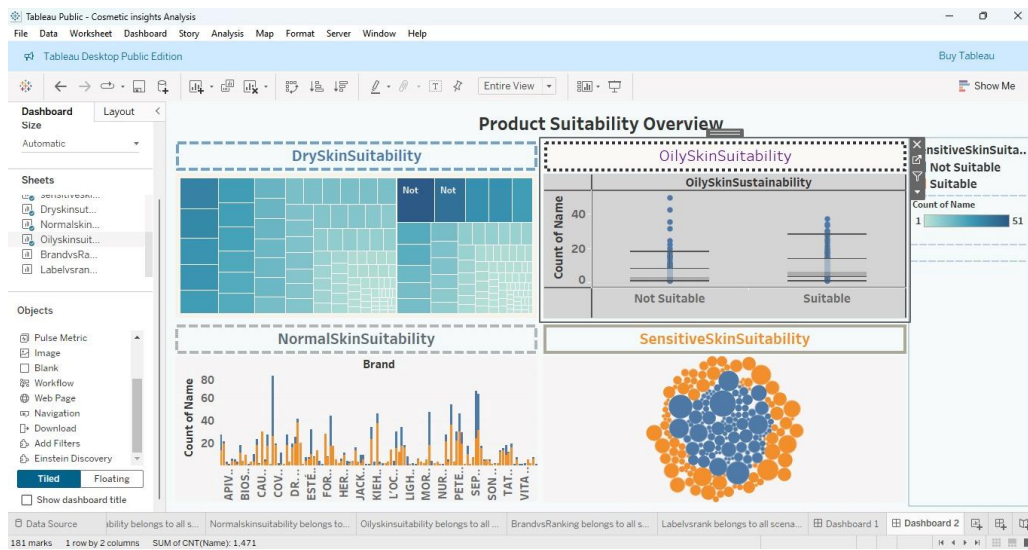 Tableau Public - Cosmetic insights Analysis
File Data Worksheet Dashboard Story Analysis Map Format Server Window Help
Tableau Desktop Public Edition
Buy Tableau
Entire View
Show Me
Dashboard
Layout
Size
Automatic
Sheets
Dryskinsut...
Normalskin...
Oilyskinsuit...
BrandvsRa...
Labelvsran...
Objects
Pulse Metric
Image
Blank
Workflow
Web Page
Navigation
Download
Add Filters
Einstein Discovery
Tiled
Floating
Show dashboard title
Product Suitability Overview
DrySkinSuitability
Not
Not
OilySkinSuitability
OilySkinSustainability
Count of Name
40
20
0
Not Suitable
Suitable
nsitiveSkinSuita..
Not Suitable
Suitable
Count of Name
1
51
NormalSkinSuitability
Brand
Count of Name
80
60
40
20
APIV..
BIOS..
CAU..
COV..
DR...
ESTÉ..
FOR..
HER..
JACK..
KIEH..
L'OC..
LIGH..
MOR..
NUR..
PETE..
SEP..
SON..
TAT..
VITA..
SensitiveSkinSuitability
Data Source
ability belongs to all s...
Normalskinsuitability belongs to...
Oilyskinsuitability belongs to all ...
BrandvsRanking belongs to all s...
Labelvsrank belongs to all scena...
Dashboard 1
Dashboard 2
181 marks
1 row by 2 columns
SUM of CNT(Name): 1,471